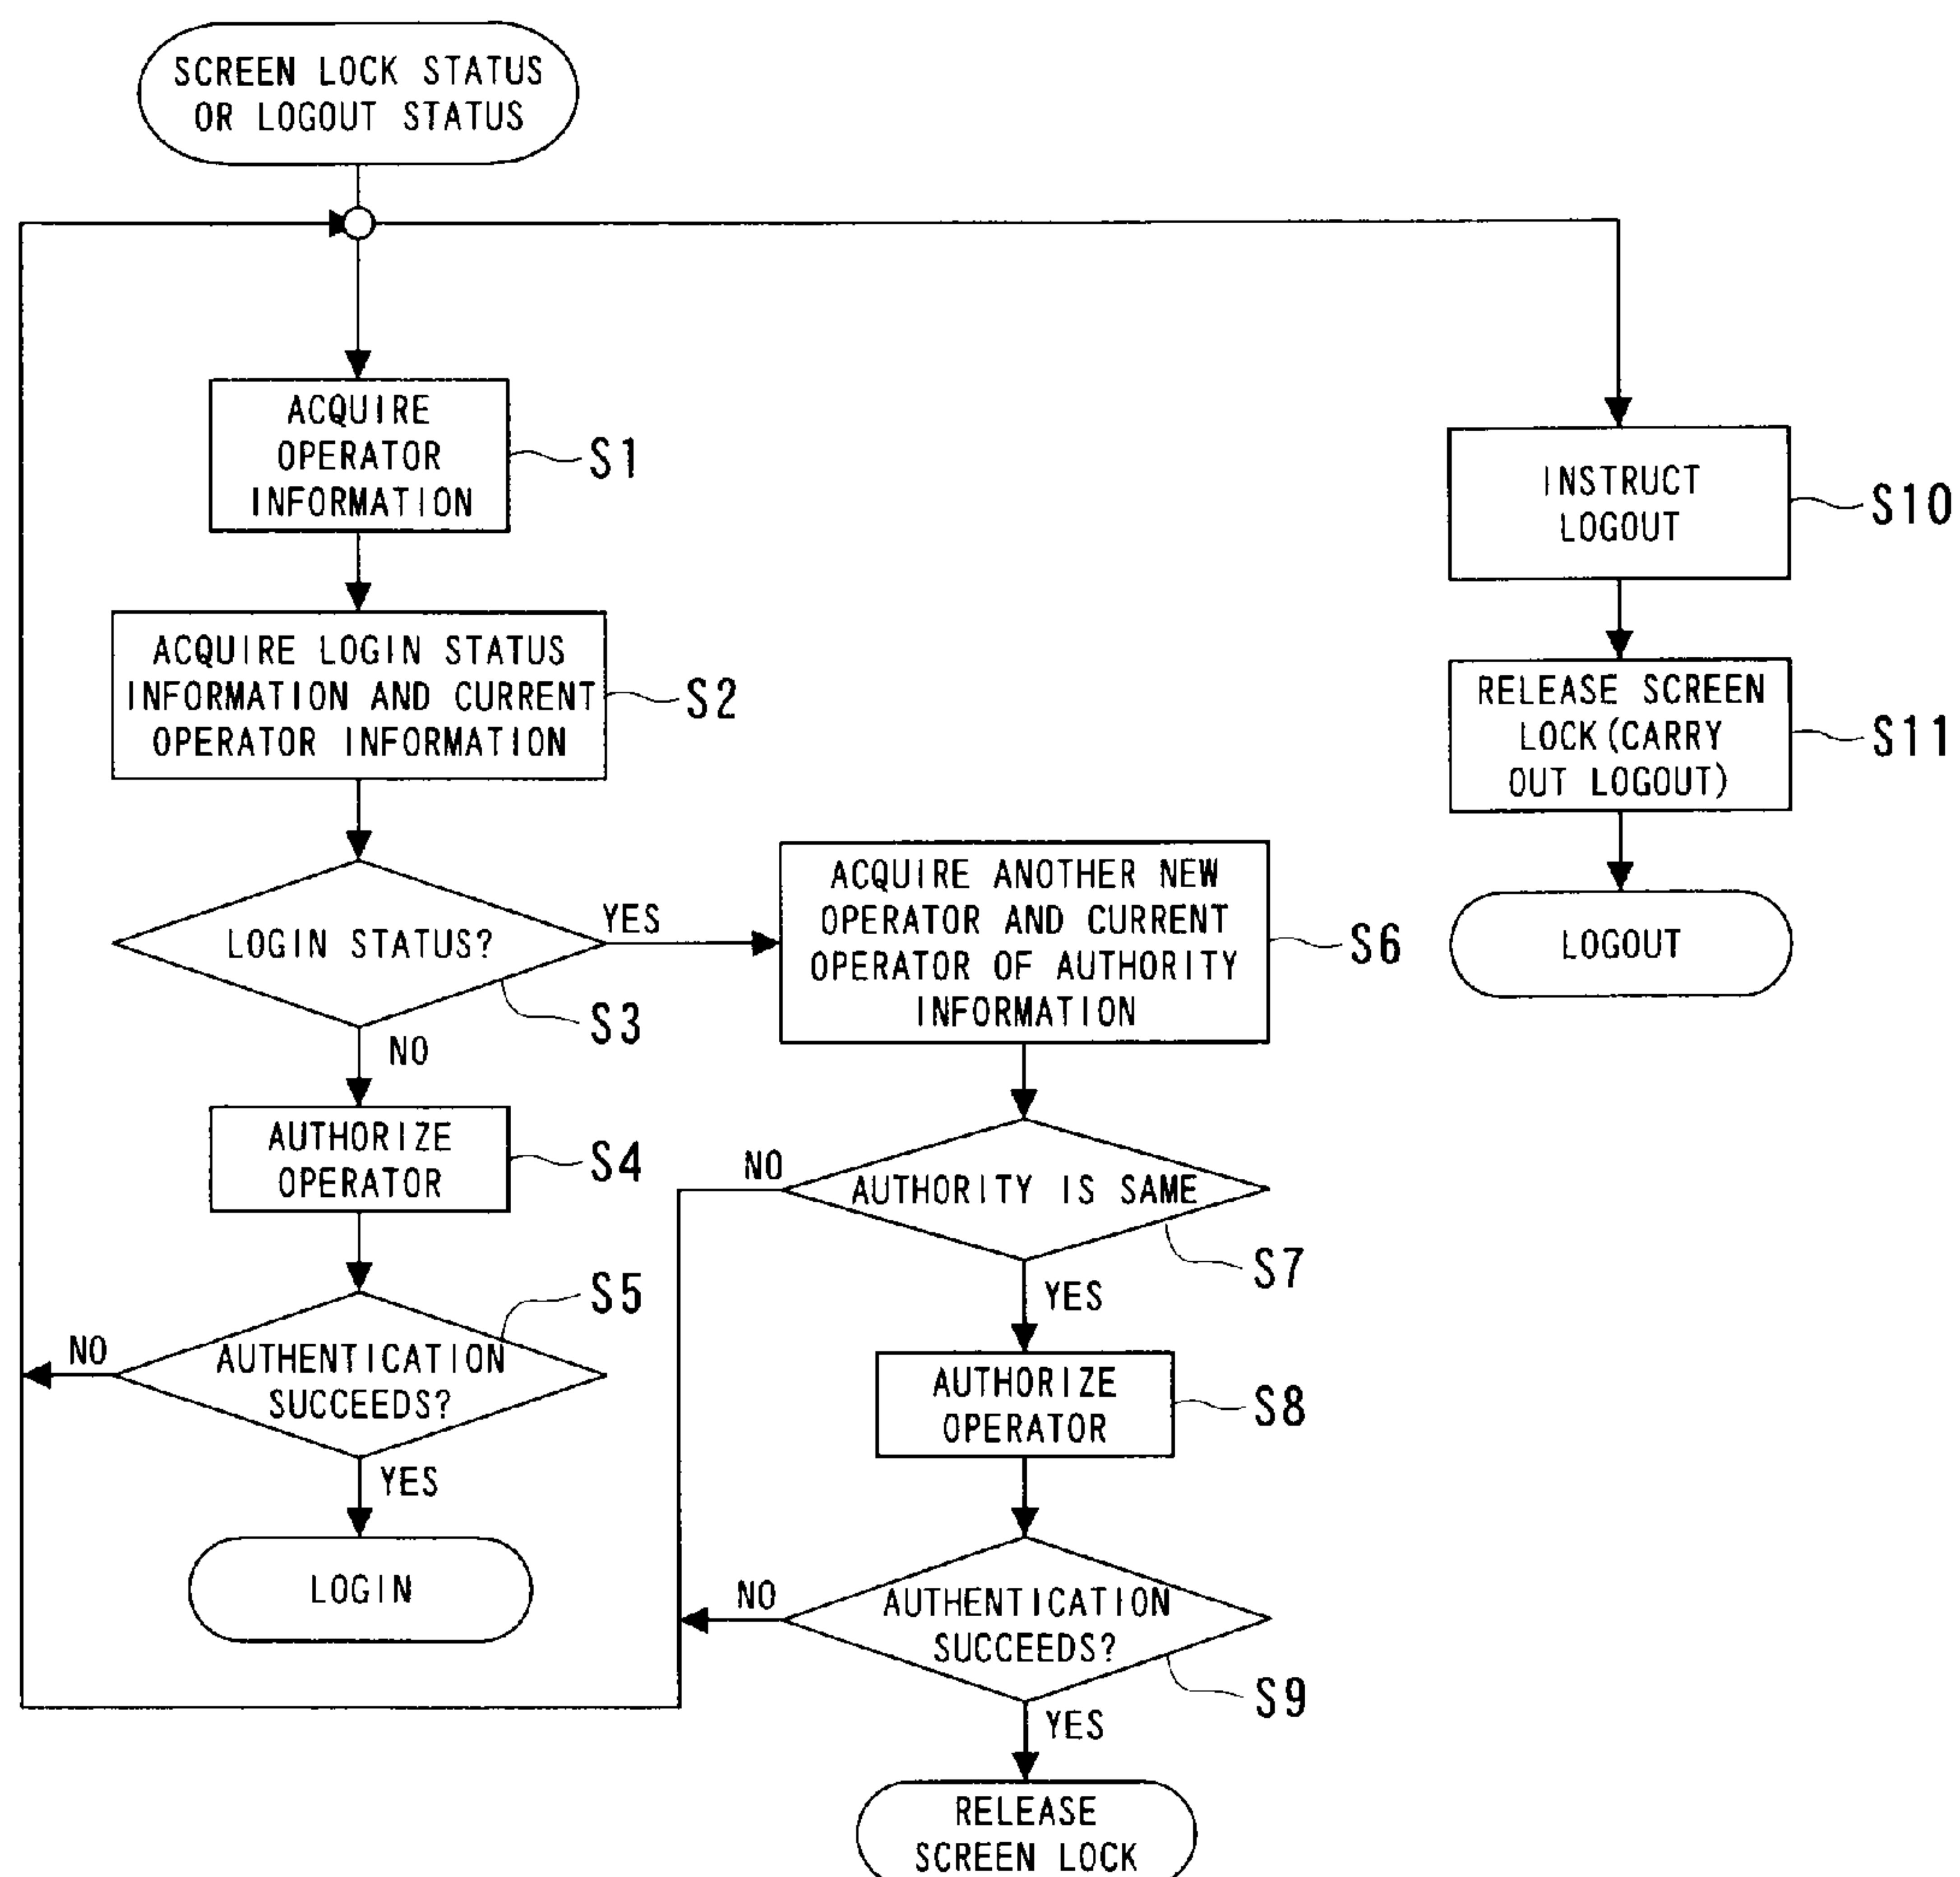 SCREEN LOCK STATUS
OR LOGOUT STATUS
ACQUIRE
OPERATOR
INFORMATION
S1
ACQUIRE LOGIN STATUS
INFORMATION AND CURRENT
OPERATOR INFORMATION
S2
LOGIN STATUS?
S3
YES
NO
AUTHORIZE
OPERATOR
S4
AUTHENTICATION
SUCCEEDS?
S5
NO
YES
LOGIN
ACQUIRE ANOTHER NEW
OPERATOR AND CURRENT
OPERATOR OF AUTHORITY
INFORMATION
S6
AUTHORITY IS SAME
S7
NO
YES
AUTHORIZE
OPERATOR
S8
AUTHENTICATION
SUCCEEDS?
S9
NO
YES
RELEASE
SCREEN LOCK
INSTRUCT
LOGOUT
S10
RELEASE SCREEN
LOCK(CARRY
OUT LOGOUT)
S11
LOGOUT